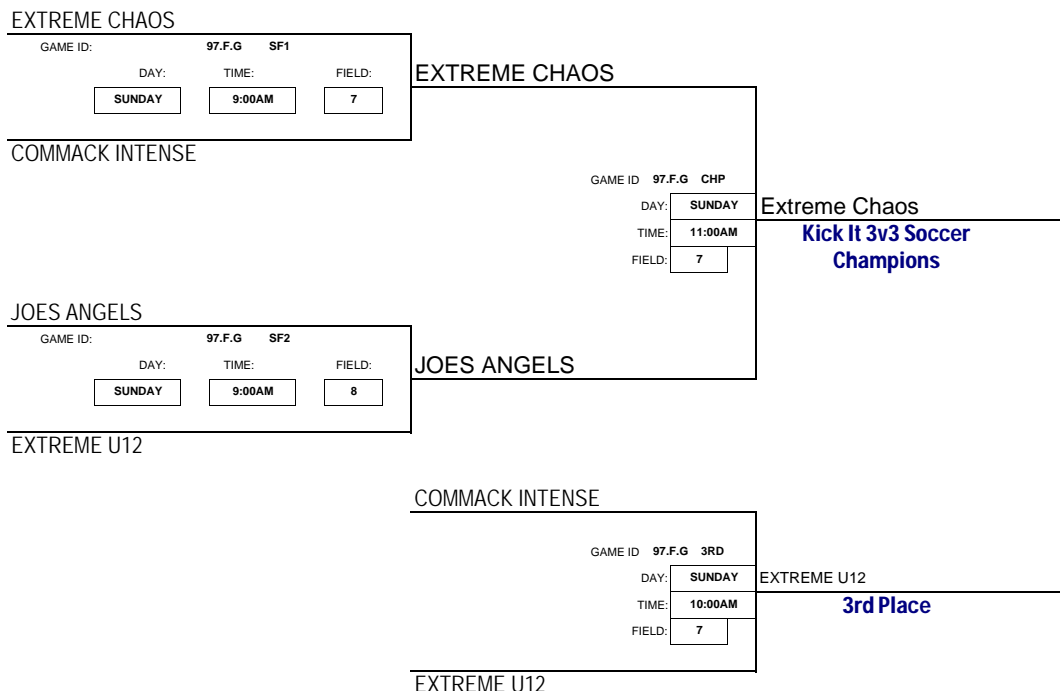 EXTREME CHAOS
GAME ID: 97.F.G SF1
DAY: TIME: FIELD:
SUNDAY 9:00AM 7
COMMACK INTENSE
EXTREME CHAOS
GAME ID 97.F.G CHP
DAY: SUNDAY
TIME: 11:00AM
FIELD: 7
Extreme Chaos
Kick It 3v3 Soccer
Champions
JOES ANGELS
GAME ID: 97.F.G SF2
DAY: TIME: FIELD:
SUNDAY 9:00AM 8
EXTREME U12
JOES ANGELS
COMMACK INTENSE
GAME ID 97.F.G 3RD
DAY: SUNDAY
TIME: 10:00AM
FIELD: 7
EXTREME U12
3rd Place
EXTREME U12